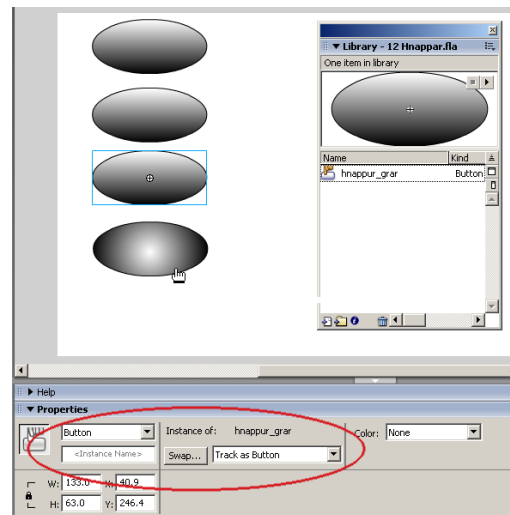 Library - 12 Hnappar.fla
One item in library
Name Kind
hnappur_grar Button
Help
Properties
Button Instance of: hnappur_grar Color: None
<Instance Name> Swap... Track as Button
W: 133.0 X: 40.9
H: 63.0 Y: 246.4